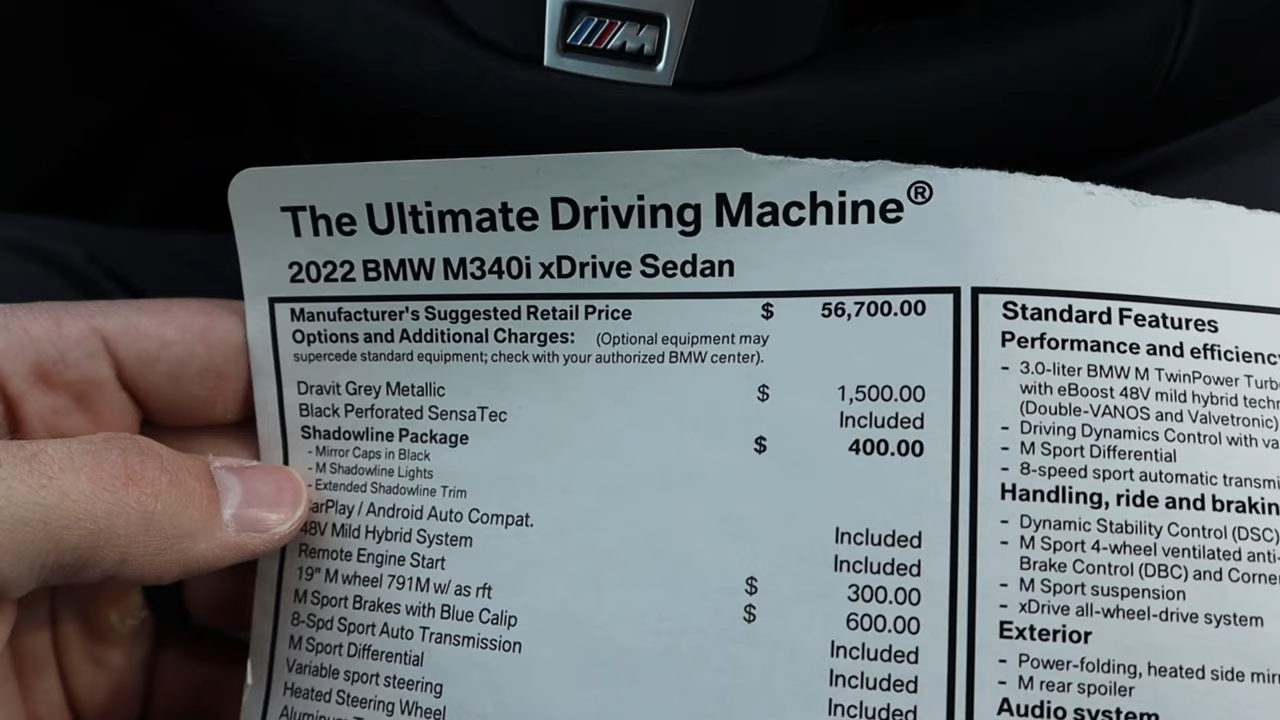 M
The Ultimate Driving Machine®
2022 BMW M340i xDrive Sedan
Manufacturer's Suggested Retail Price $ 56,700.00
Options and Additional Charges: (Optional equipment may
supercede standard equipment; check with your authorized BMW center).
Dravit Grey Metallic $ 1,500.00
Black Perforated SensaTec Included
Shadowline Package $ 400.00
- Mirror Caps in Black
- M Shadowline Lights
- Extended Shadowline Trim
arPlay / Android Auto Compat. Included
48V Mild Hybrid System Included
Remote Engine Start $ 300.00
19" M wheel 791M w/ as rft $ 600.00
M Sport Brakes with Blue Calip Included
8-Spd Sport Auto Transmission Included
M Sport Differential Included
Variable sport steering
Heated Steering Wheel
Standard Features
Performance and efficiency
- 3.0-liter BMW M TwinPower Turb
with eBoost 48V mild hybrid tech
(Double-VANOS and Valvetronic)
- Driving Dynamics Control with va
- M Sport Differential
- 8-speed sport automatic transmi
Handling, ride and brakin
- Dynamic Stability Control (DSC)
- M Sport 4-wheel ventilated anti-
Brake Control (DBC) and Corne
- M Sport suspension
- xDrive all-wheel-drive system
Exterior
- Power-folding, heated side mir
- M rear spoiler
Audio system